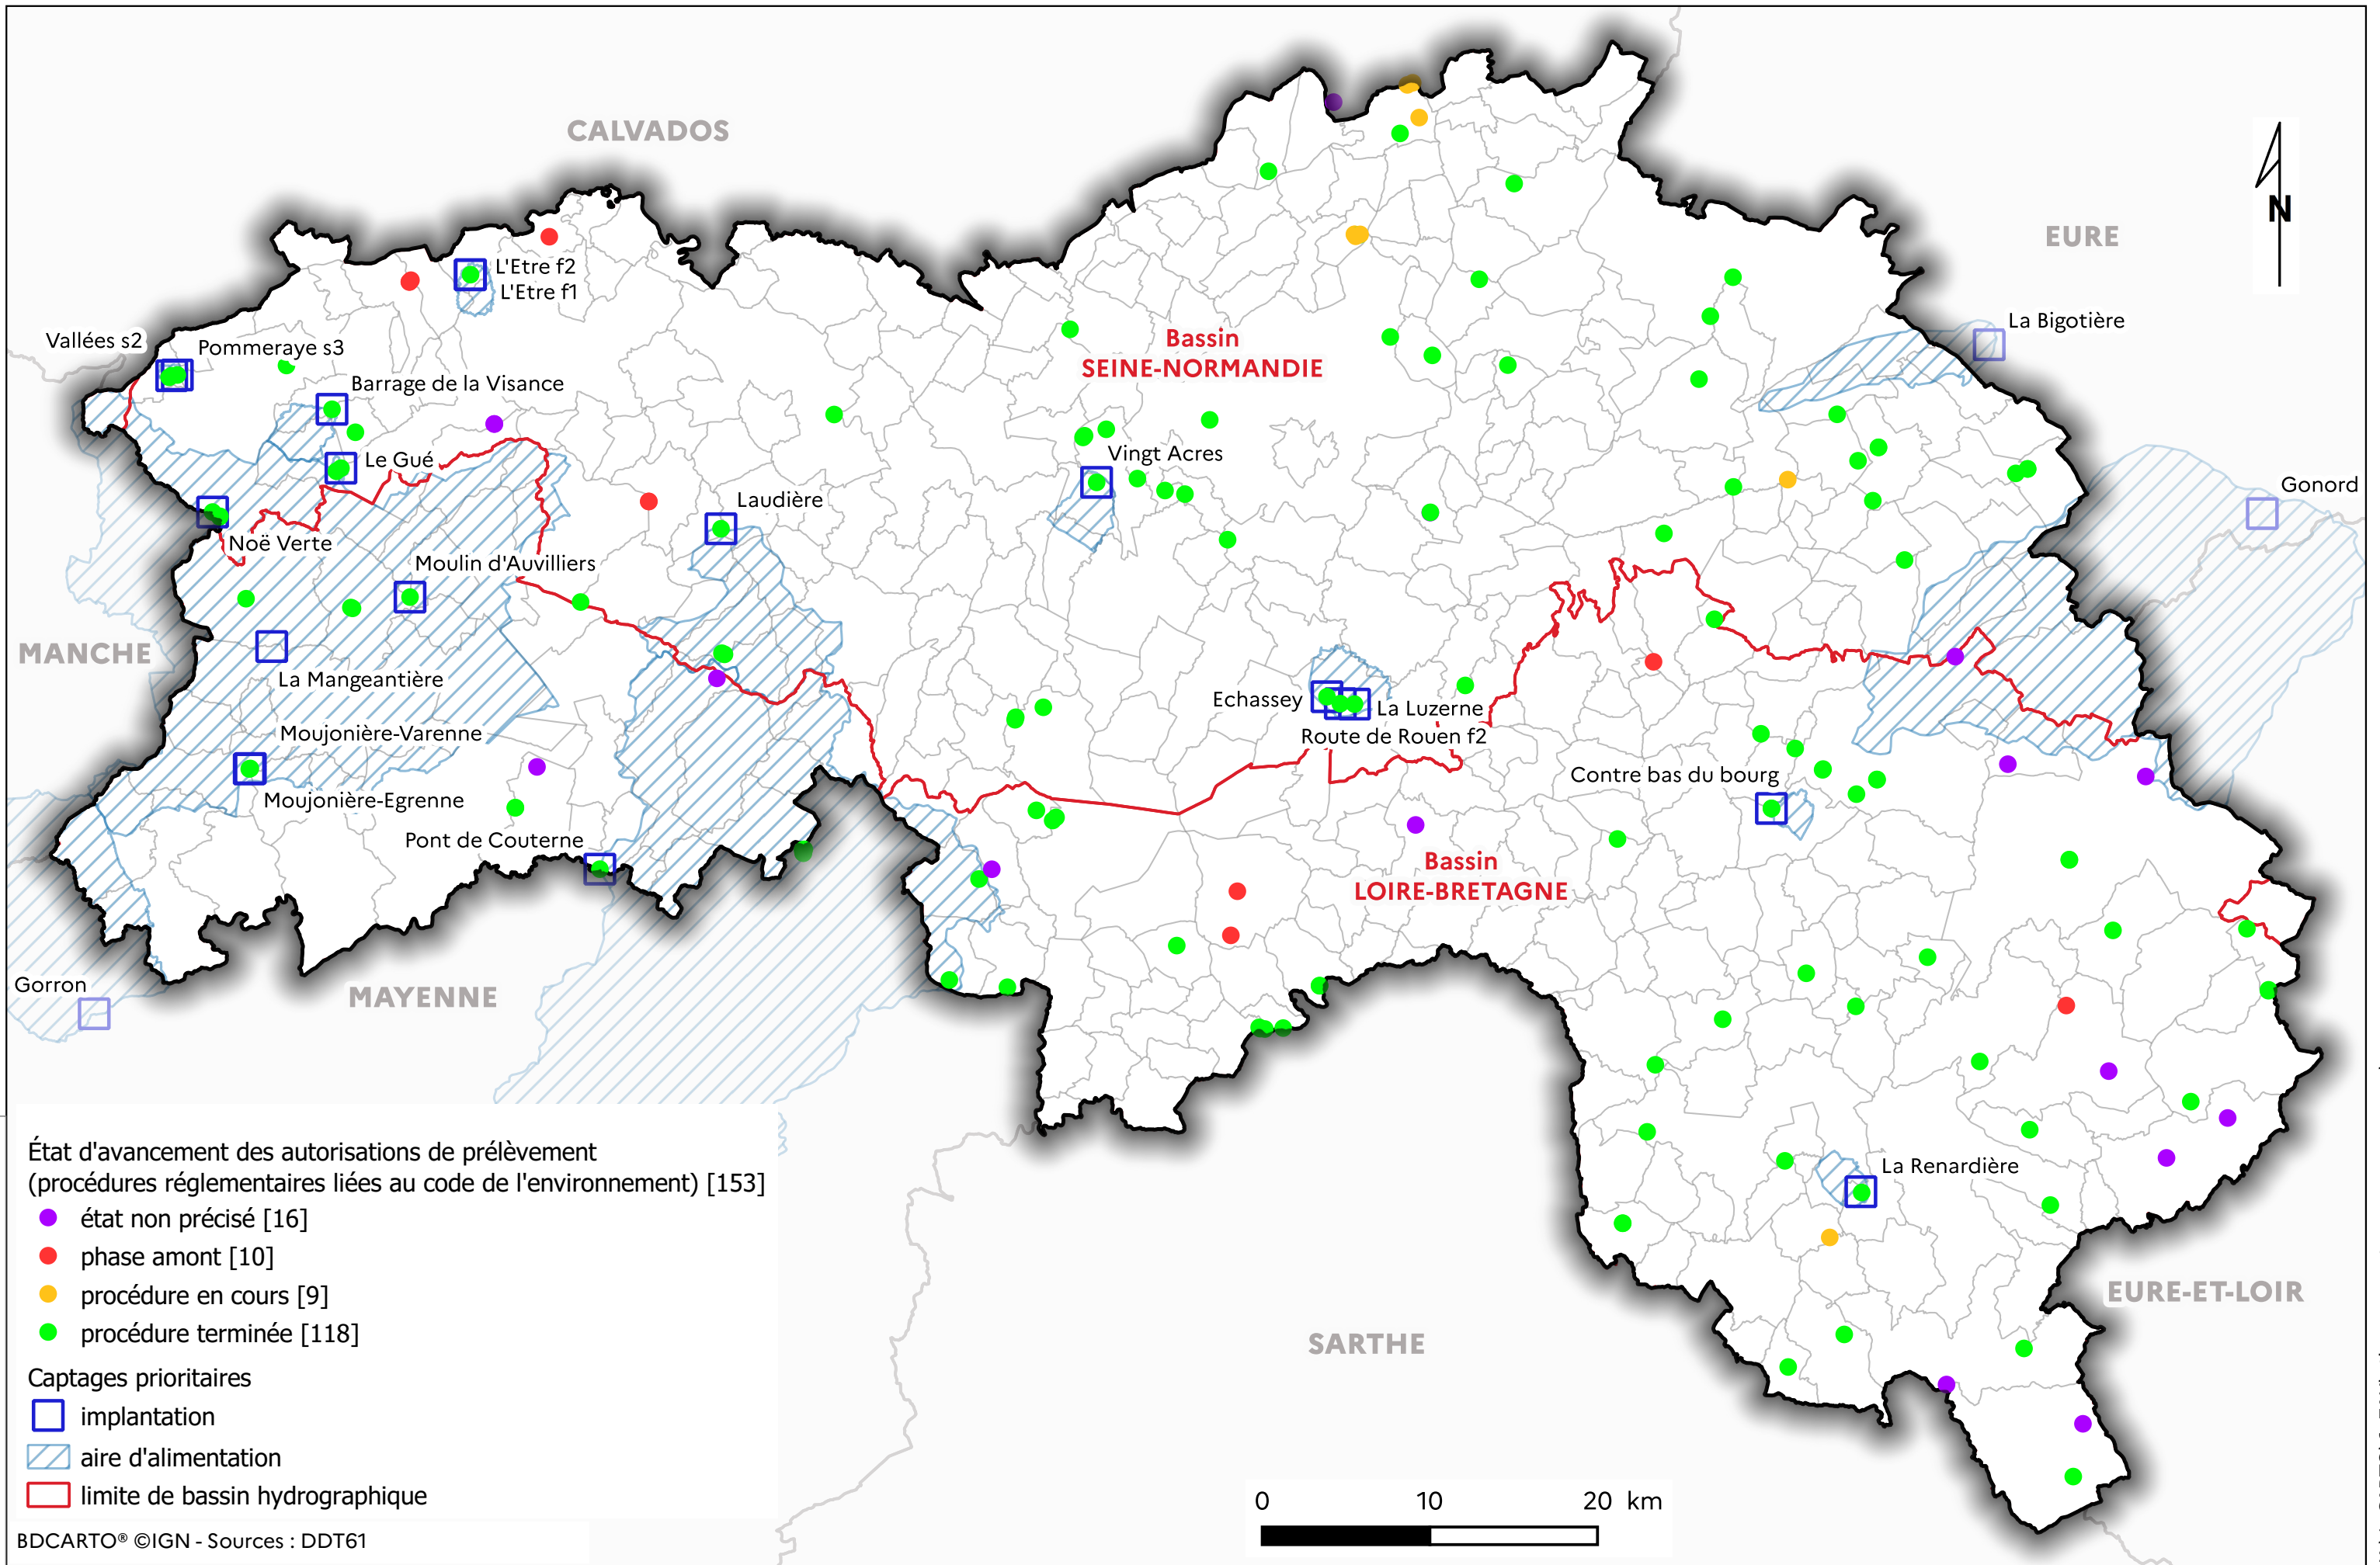 CALVADOS
N
EURE
L'Etre f2
L'Etre f1
La Bigotière
Vallées s2
Pommeraye s3
Bassin
SEINE-NORMANDIE
Barrage de la Visance
Le Gué
Vingt Acres
Gonord
Laudière
Noë Verte
Moulin d'Auvilliers
MANCHE
La Mangeantière
Echassey
La Luzerne
Moujonière-Varenne
Route de Rouen f2
Contre bas du bourg
Moujonière-Egrenne
Pont de Couterne
Bassin
LOIRE-BRETAGNE
Gorron
MAYENNE
État d'avancement des autorisations de prélèvement
(procédures réglementaires liées au code de l'environnement) [153]
état non précisé [16]
phase amont [10]
procédure en cours [9]
procédure terminée [118]
Captages prioritaires
implantation
aire d'alimentation
limite de bassin hydrographique
BDCARTO® ©IGN - Sources : DDT61
La Renardière
EURE-ET-LOIR
SARTHE
0 10 20 km